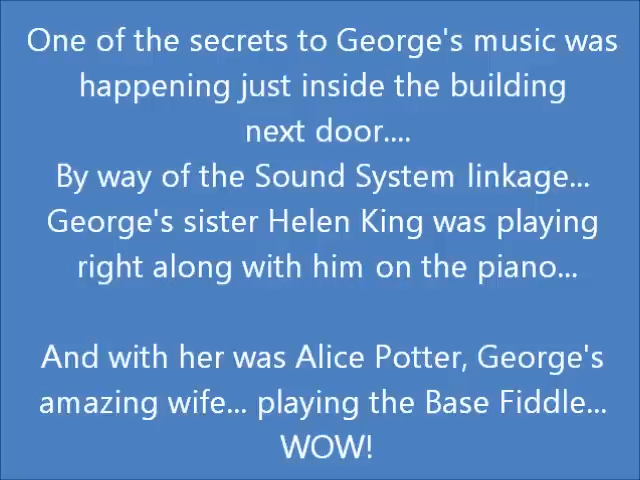 One of the secrets to George's music was
happening just inside the building
next door....
By way of the Sound System linkage...
George's sister Helen King was playing
right along with him on the piano...
And with her was Alice Potter, George's
amazing wife... playing the Base Fiddle...
WOW!